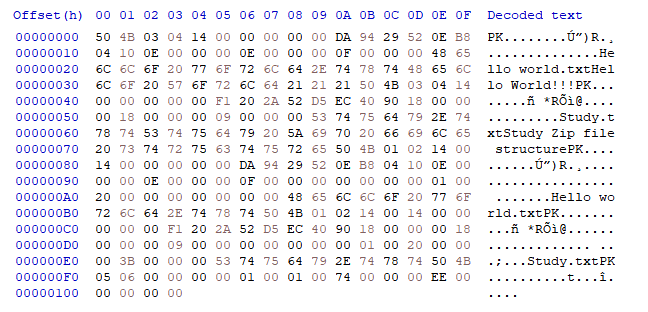 Offset(h) 00 01 02 03 04 05 06 07 08 09 0A 0B 0C 0D 0E 0F Decoded text
00000000 50 4B 03 04 14 00 00 00 00 00 DA 94 29 52 0E B8 PK........Ú”)R.¸
00000010 04 10 0E 00 00 00 0E 00 00 00 0F 00 00 00 48 65 ..............He
00000020 6C 6C 6F 20 77 6F 72 6C 64 2E 74 78 74 48 65 6C llo world.txtHel
00000030 6C 6F 20 57 6F 72 6C 64 21 21 21 50 4B 03 04 14 lo World!!!PK...
00000040 00 00 00 00 00 F1 20 2A 52 D5 EC 40 90 18 00 00 .....ñ *RÕì@....
00000050 00 18 00 00 00 09 00 00 00 53 74 75 64 79 2E 74 .........Study.t
00000060 78 74 53 74 75 64 79 20 5A 69 70 20 66 69 6C 65 xtStudy Zip file
00000070 20 73 74 72 75 63 74 75 72 65 50 4B 01 02 14 00  structurePK....
00000080 14 00 00 00 00 00 DA 94 29 52 0E B8 04 10 0E 00 ......Ú”)R.¸....
00000090 00 00 0E 00 00 00 0F 00 00 00 00 00 00 00 01 00 ................
000000A0 20 00 00 00 00 00 00 00 48 65 6C 6C 6F 20 77 6F  .......Hello wo
000000B0 72 6C 64 2E 74 78 74 50 4B 01 02 14 00 14 00 00 rld.txtPK.......
000000C0 00 00 00 F1 20 2A 52 D5 EC 40 90 18 00 00 00 18 ...ñ *RÕì@......
000000D0 00 00 00 09 00 00 00 00 00 00 00 01 00 20 00 00 ............. ..
000000E0 00 3B 00 00 00 53 74 75 64 79 2E 74 78 74 50 4B .;...Study.txtPK
000000F0 05 06 00 00 00 00 01 00 01 00 74 00 00 00 EE 00 ..........t...î.
00000100 00 00 00 00 ....